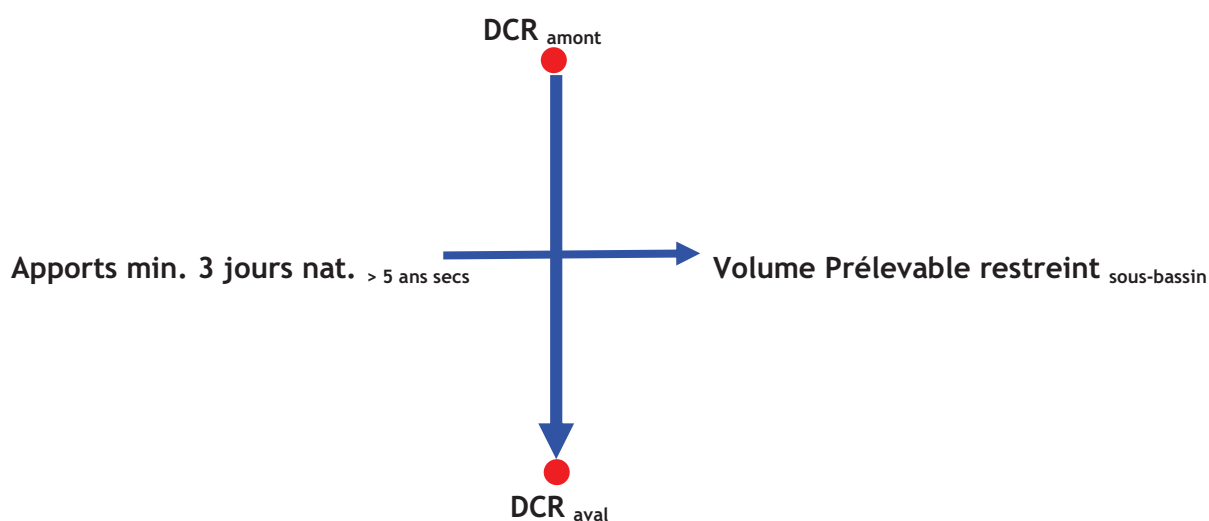 DCR amont
Apports min. 3 jours nat. > 5 ans secs
Volume Prélevable restreint sous-bassin
DCR aval